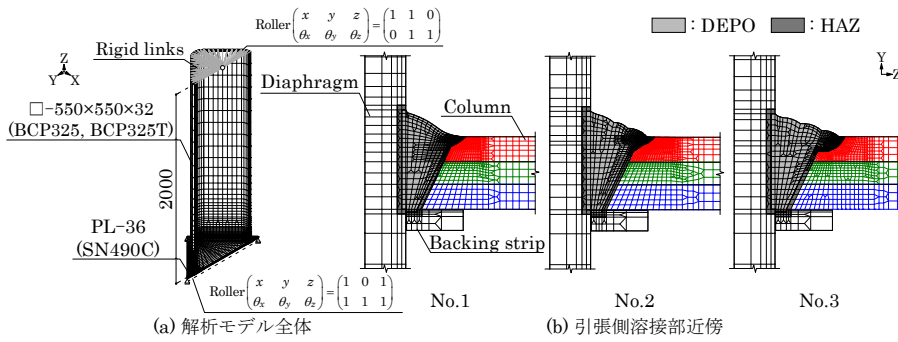 Roller(x y z θx θy θz)=(1 1 0 0 1 1)
: DEPO : HAZ
Rigid links
Z
Y X
Y
Z
Diaphragm
Column
□-550×550×32
(BCP325, BCP325T)
2000
PL-36
(SN490C)
Backing strip
Roller(x y z θx θy θz)=(1 0 1 1 1 1)
No.1 No.2 No.3
(a) 解析モデル全体 (b) 引張側溶接部近傍